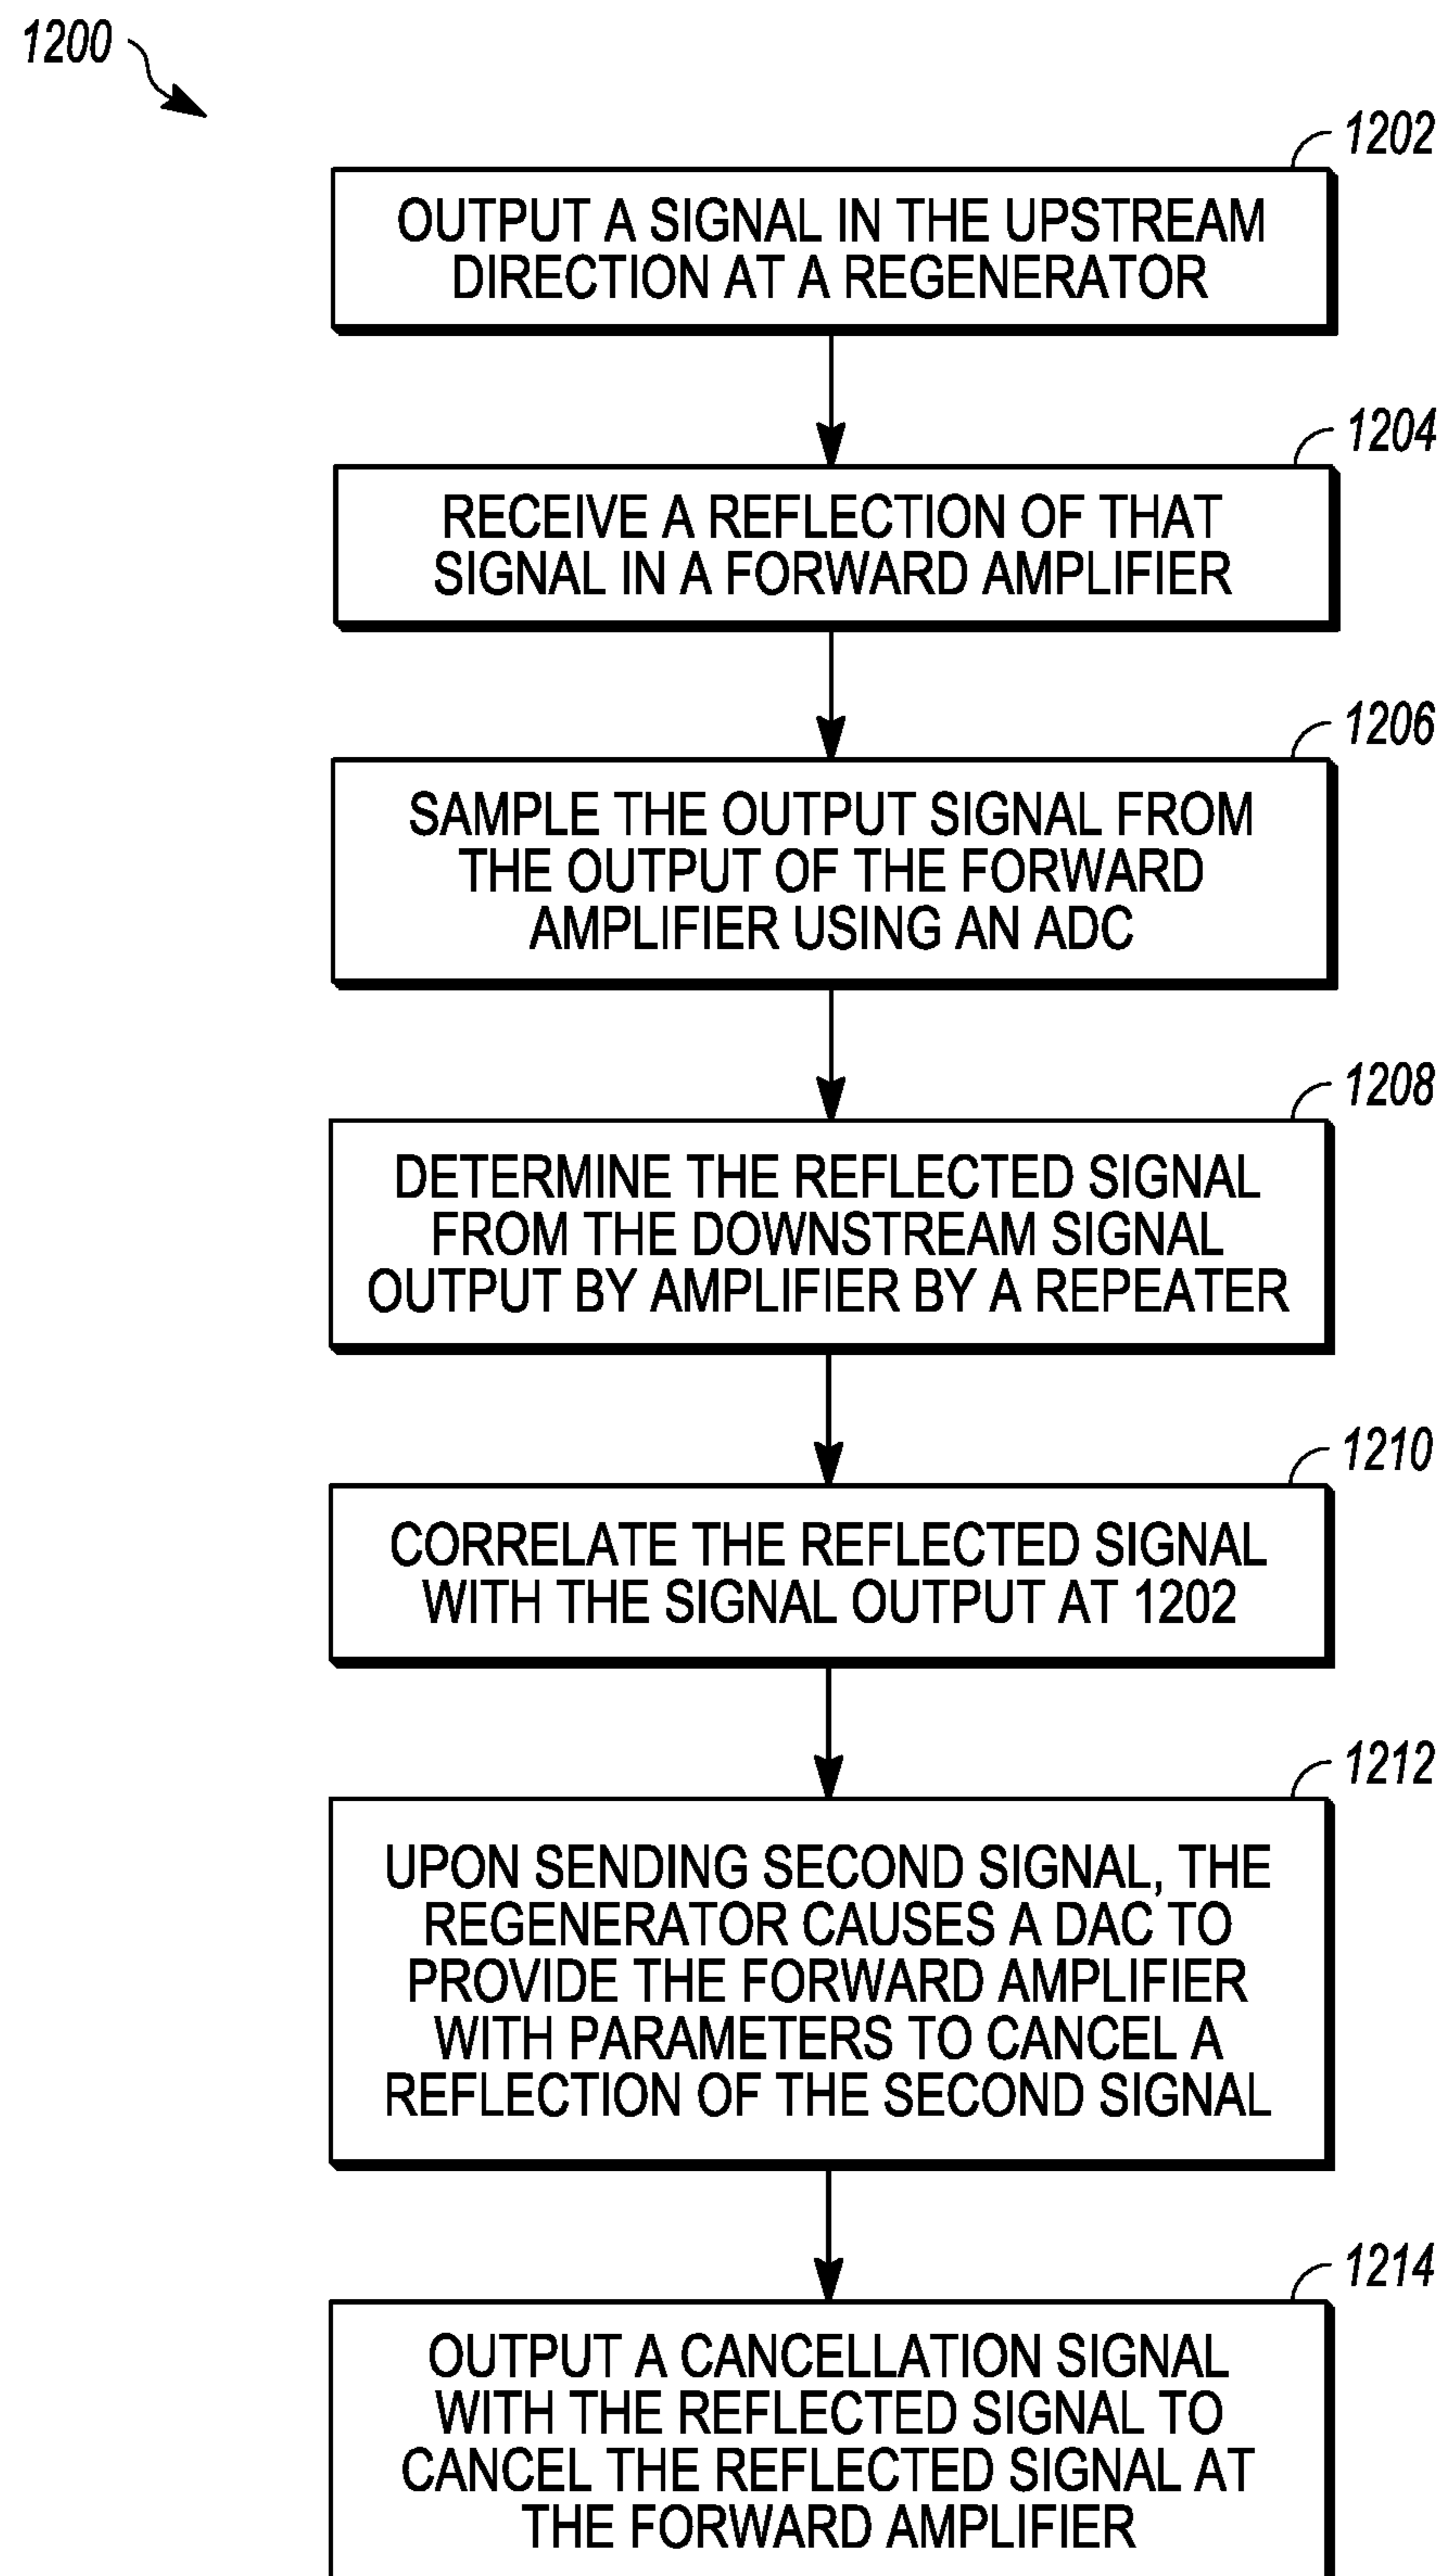 1200
1202
OUTPUT A SIGNAL IN THE UPSTREAM
DIRECTION AT A REGENERATOR
1204
RECEIVE A REFLECTION OF THAT
SIGNAL IN A FORWARD AMPLIFIER
1206
SAMPLE THE OUTPUT SIGNAL FROM
THE OUTPUT OF THE FORWARD
AMPLIFIER USING AN ADC
1208
DETERMINE THE REFLECTED SIGNAL
FROM THE DOWNSTREAM SIGNAL
OUTPUT BY AMPLIFIER BY A REPEATER
1210
CORRELATE THE REFLECTED SIGNAL
WITH THE SIGNAL OUTPUT AT 1202
1212
UPON SENDING SECOND SIGNAL, THE
REGENERATOR CAUSES A DAC TO
PROVIDE THE FORWARD AMPLIFIER
WITH PARAMETERS TO CANCEL A
REFLECTION OF THE SECOND SIGNAL
1214
OUTPUT A CANCELLATION SIGNAL
WITH THE REFLECTED SIGNAL TO
CANCEL THE REFLECTED SIGNAL AT
THE FORWARD AMPLIFIER